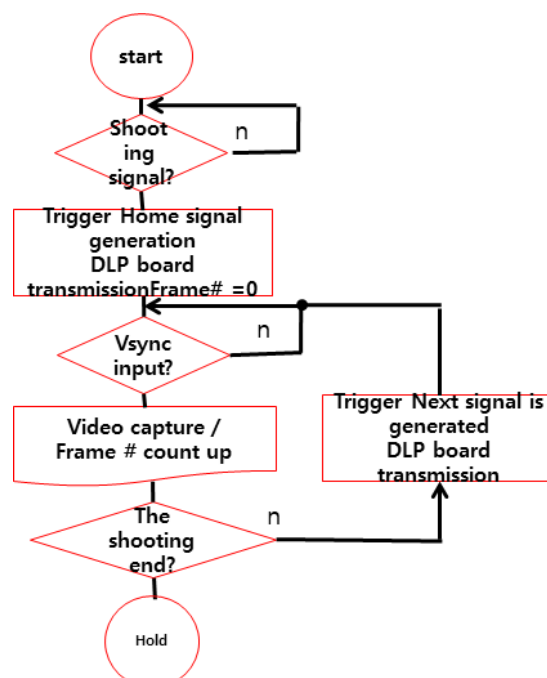 start
Shoot
ing
signal?
n
Trigger Home signal
generation
DLP board
transmissionFrame# =0
n
Vsync
input?
Video capture /
Frame # count up
Trigger Next signal is
generated
DLP board
transmission
The
shooting
end?
n
Hold